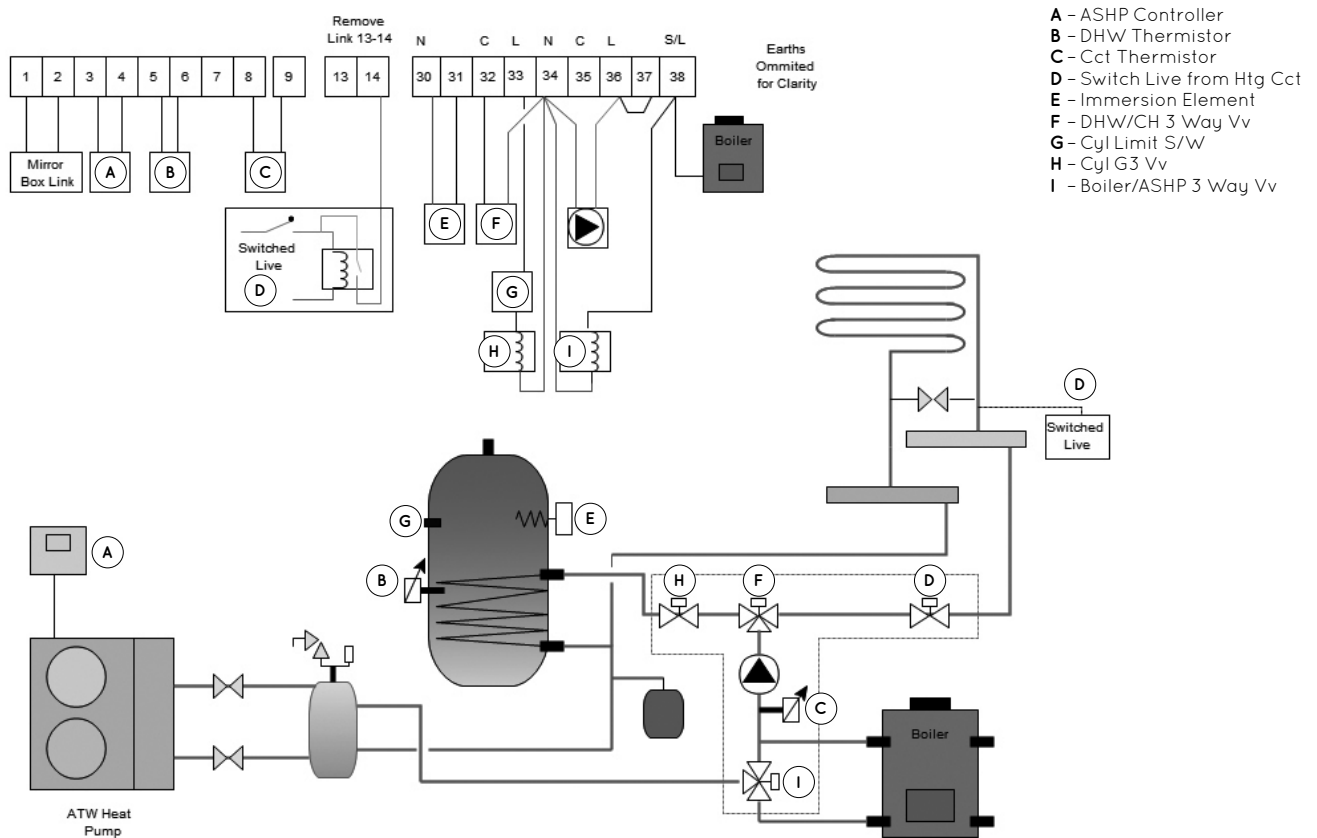 Remove
Link 13-14
N C L N C L S/L
Earths
Ommited
for Clarity
1 2 3 4 5 6 7 8 9 13 14 30 31 32 33 34 35 36 37 38
Mirror
Box Link
A
B
C
E
F
Boiler
Switched
Live
D
G
H
I
A – ASHP Controller
B – DHW Thermistor
C – Cct Thermistor
D – Switch Live from Htg Cct
E – Immersion Element
F – DHW/CH 3 Way Vv
G – Cyl Limit S/W
H – Cyl G3 Vv
I – Boiler/ASHP 3 Way Vv
D
Switched
Live
G
E
A
B
H
F
D
C
Boiler
I
ATW Heat
Pump